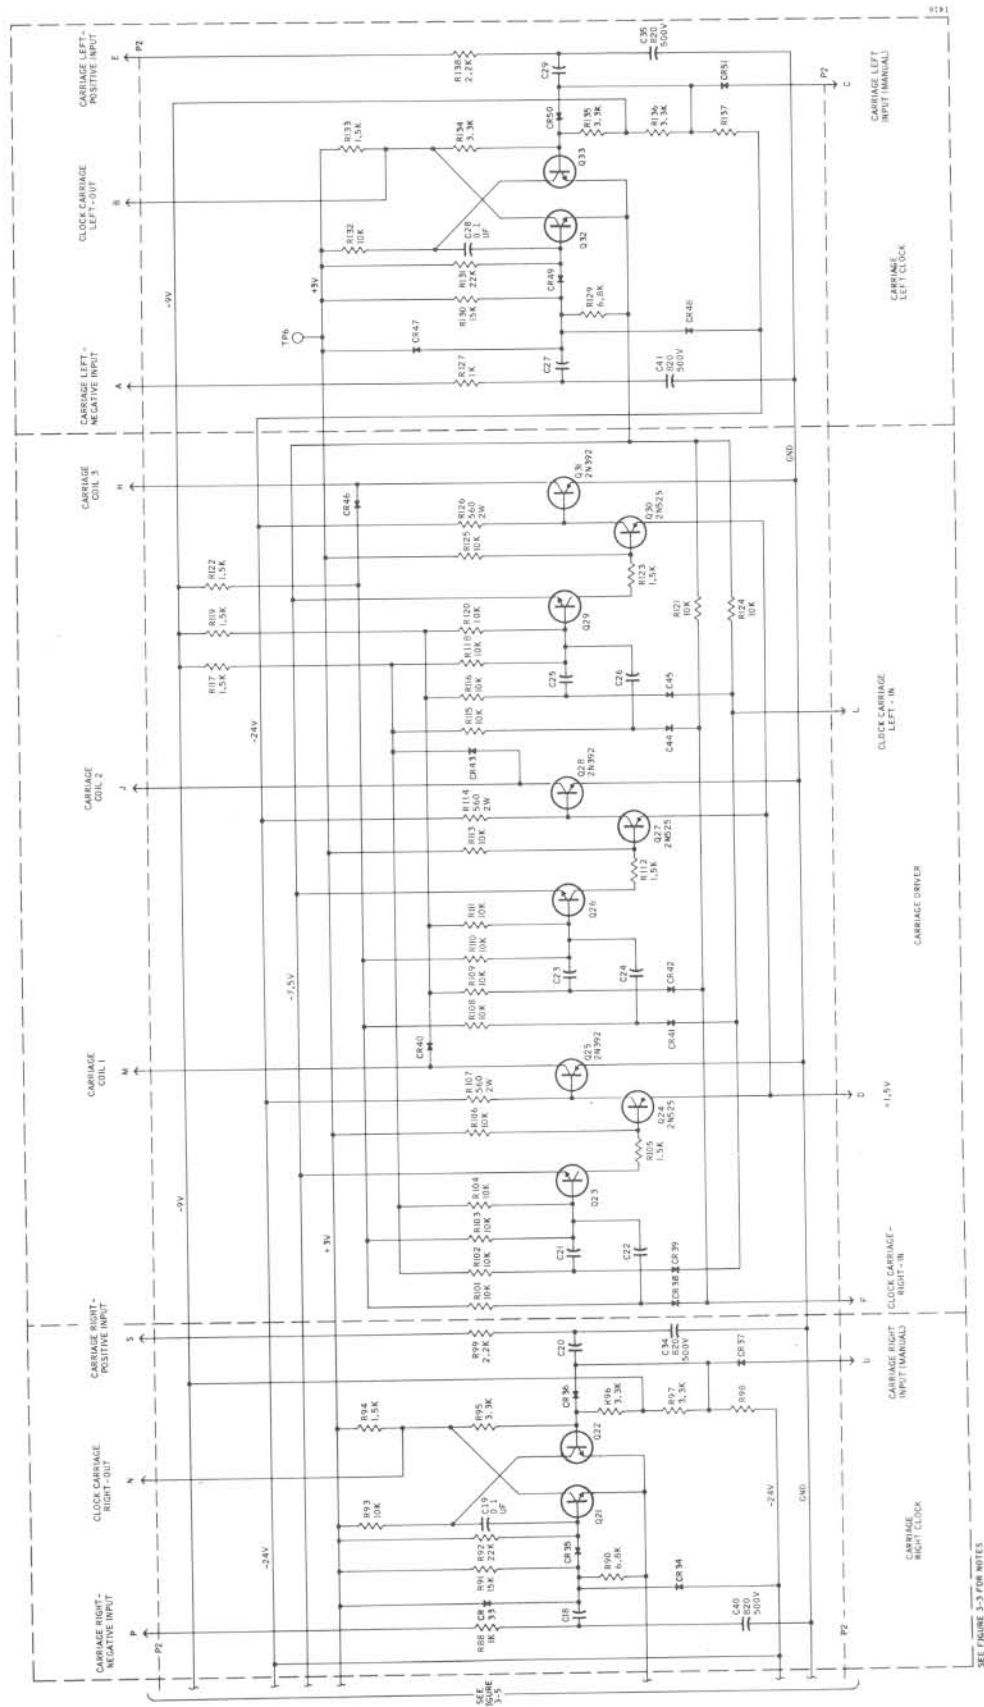 CARRIAGE RIGHT-
NEGATIVE INPUT
P
CLOCK CARRIAGE
RIGHT-OUT
N
CARRIAGE RIGHT-
POSITIVE INPUT
S
CARRIAGE
COIL 1
M
CARRIAGE
COIL 2
J
CARRIAGE
COIL 3
H
CARRIAGE LEFT-
NEGATIVE INPUT
A
CLOCK CARRIAGE
LEFT-OUT
B
CARRIAGE LEFT-
POSITIVE INPUT
E
P2
P2
-9V
-9V
-24V
-24V
-7.5V
+3V
+3V
TP6
R88
1K
CR
33
R91
15K
R92
22K
C19
0.1
UF
R93
10K
R94
1.5K
R95
3.3K
C18
CR35
R90
6.8K
CR34
C40
820
500V
Q21
Q22
CR36
R96
3.3K
R97
3.3K
R98
R99
2.2K
C20
C34
820
500V
CR37
-24V
GND
R101
10K
R102
10K
R103
10K
R104
10K
C21
C22
CR38
CR39
Q23
R105
1.5K
R106
10K
R107
560
2W
Q24
2N525
Q25
2N392
CR40
R108
10K
R109
10K
R110
10K
R111
10K
C23
C24
CR41
CR42
Q26
R112
1.5K
R113
10K
R114
560
2W
Q27
2N525
Q28
2N392
CR43
R115
10K
R116
10K
R118
10K
R120
10K
R117
1.5K
R119
1.5K
R122
1.5K
C25
C26
C44
C45
Q29
R121
10K
R124
10K
R123
1.5K
R125
10K
R126
560
2W
Q30
2N525
Q31
2N392
CR46
GND
R127
1K
CR47
R130
15K
R131
22K
C28
0.1
UF
R132
10K
R133
1.5K
R134
3.3K
C27
CR49
R129
6.8K
CR48
C41
820
500V
Q32
Q33
CR50
R135
3.3K
R136
3.3K
R137
R138
2.2K
C29
C35
820
500V
CR51
P2
P2
CARRIAGE
RIGHT CLOCK
U
CARRIAGE RIGHT
INPUT (MANUAL)
F
CLOCK CARRIAGE-
RIGHT-IN
D
+1.5V
CARRIAGE DRIVER
L
CLOCK CARRIAGE
LEFT-IN
CARRIAGE
LEFT CLOCK
C
CARRIAGE LEFT
INPUT (MANUAL)
SEE
FIGURE
3-5
SEE FIGURE 3-3 FOR NOTES